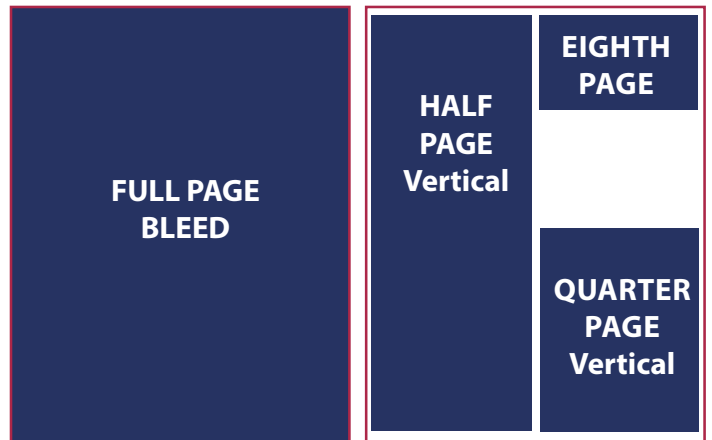 FULL PAGE
BLEED
HALF
PAGE
Vertical
EIGHTH
PAGE
QUARTER
PAGE
Vertical